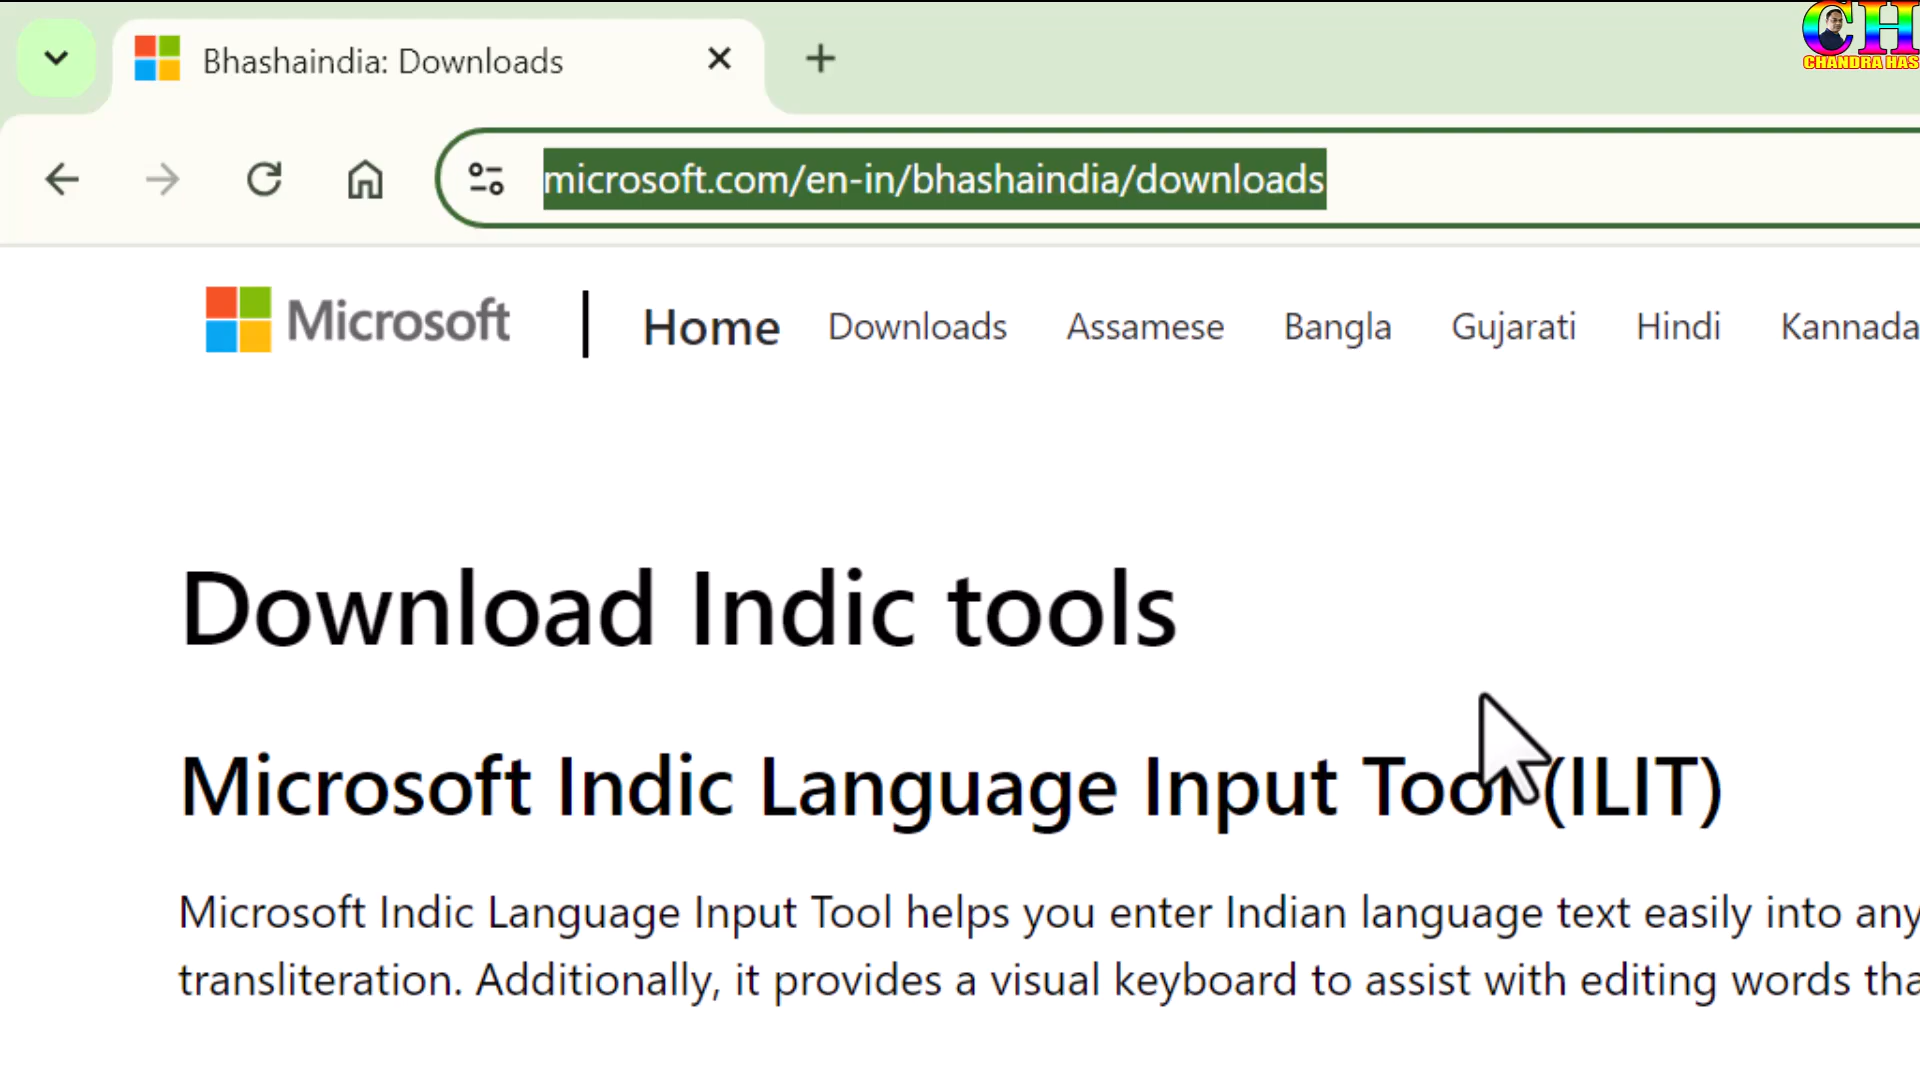 CH
CHANDRA HAS
Bhashaindia: Downloads
microsoft.com/en-in/bhashaindia/downloads
Microsoft Home Downloads Assamese Bangla Gujarati Hindi Kannada
Download Indic tools
Microsoft Indic Language Input Tool (ILIT)
Microsoft Indic Language Input Tool helps you enter Indian language text easily into any
transliteration. Additionally, it provides a visual keyboard to assist with editing words tha